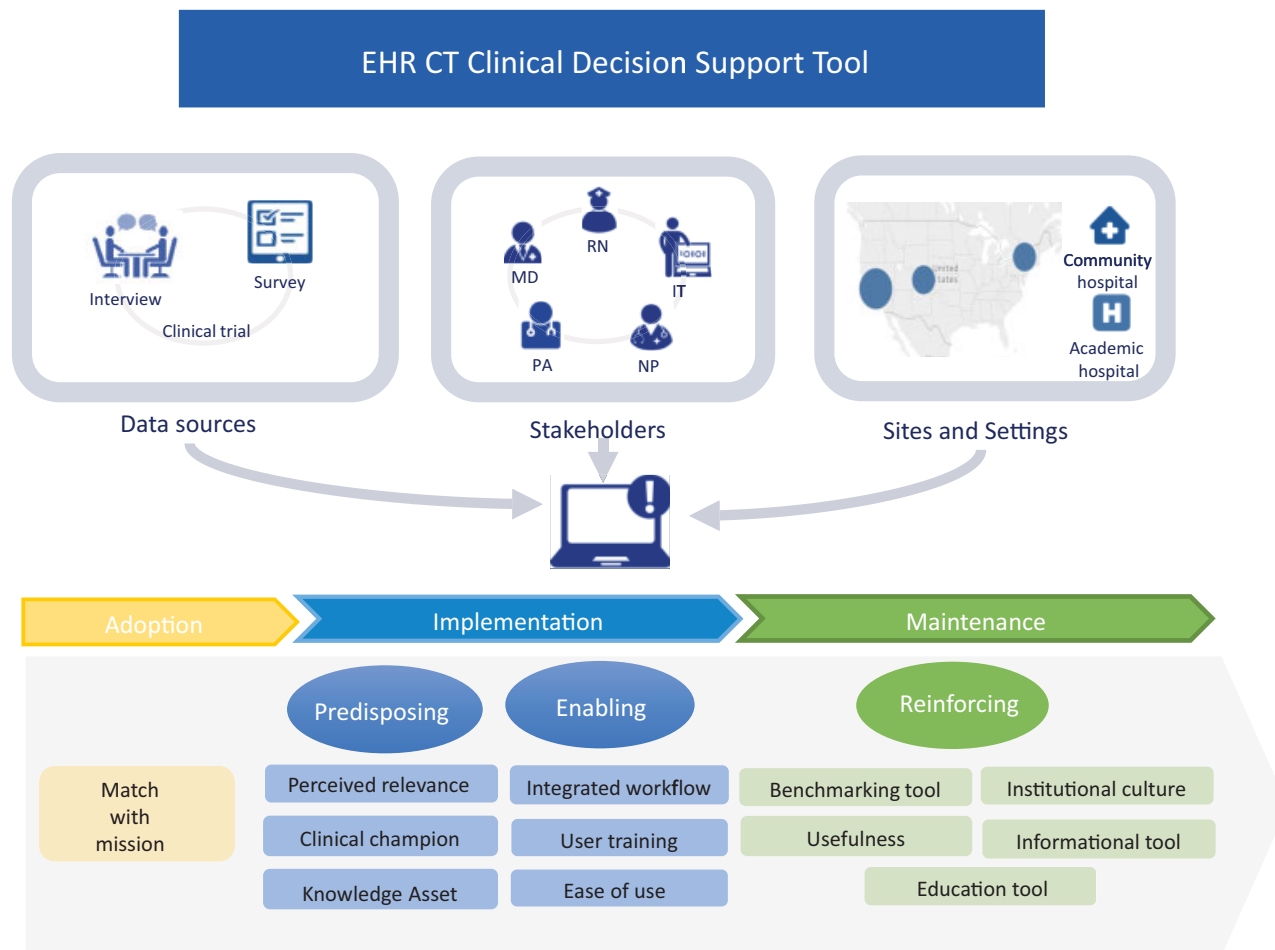 EHR CT Clinical Decision Support Tool
Interview
Survey
Clinical trial
Data sources
RN
MD
IT
PA
NP
Stakeholders
United
States
Community
hospital
H
Academic
hospital
Sites and Settings
!
Adoption
Implementation
Maintenance
Predisposing
Enabling
Reinforcing
Match
with
mission
Perceived relevance
Clinical champion
Knowledge Asset
Integrated workflow
User training
Ease of use
Benchmarking tool
Institutional culture
Usefulness
Informational tool
Education tool